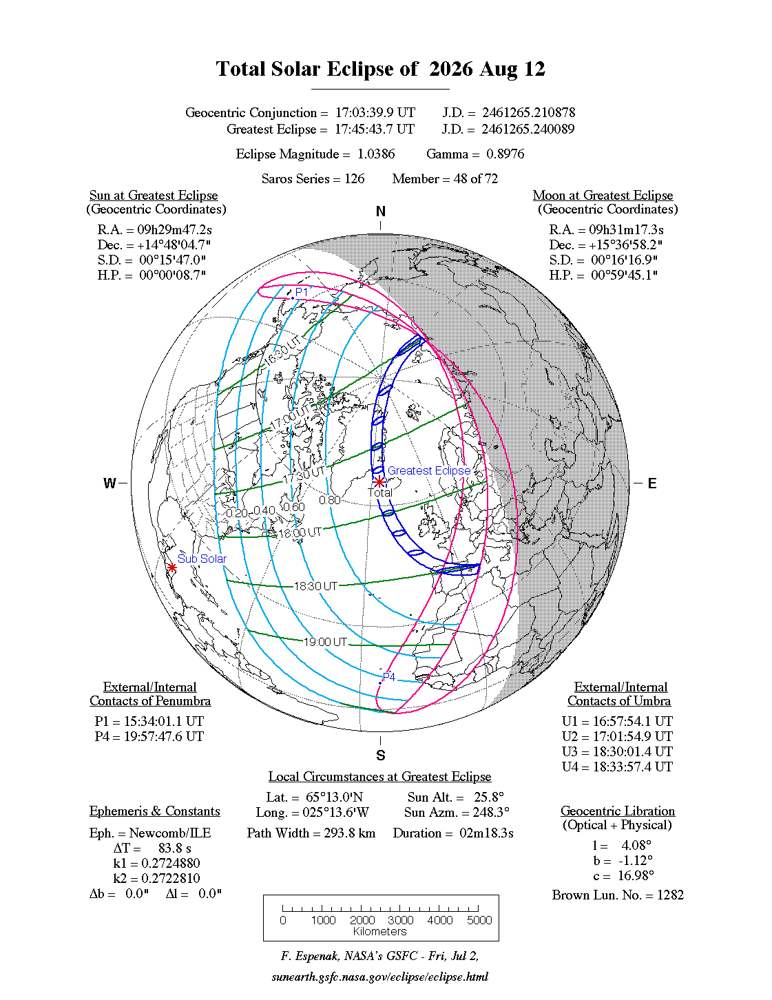 Total Solar Eclipse of 2026 Aug 12
Geocentric Conjunction = 17:03:39.9 UT J.D. = 2461265.210878
Greatest Eclipse = 17:45:43.7 UT J.D. = 2461265.240089
Eclipse Magnitude = 1.0386 Gamma = 0.8976
Saros Series = 126 Member = 48 of 72
Sun at Greatest Eclipse
(Geocentric Coordinates)
R.A. = 09h29m47.2s
Dec. = +14°48'04.7"
S.D. = 00°15'47.0"
H.P. = 00°00'08.7"
Moon at Greatest Eclipse
(Geocentric Coordinates)
R.A. = 09h31m17.3s
Dec. = +15°36'58.2"
S.D. = 00°16'16.9"
H.P. = 00°59'45.1"
N
P1
16:30 UT
17:00 UT
17:30 UT
Greatest Eclipse
W
E
Total
0.20
0.40
0.60
0.80
18:00 UT
Sub Solar
18:30 UT
19:00 UT
P4
S
External/Internal
Contacts of Penumbra
P1 = 15:34:01.1 UT
P4 = 19:57:47.6 UT
External/Internal
Contacts of Umbra
U1 = 16:57:54.1 UT
U2 = 17:01:54.9 UT
U3 = 18:30:01.4 UT
U4 = 18:33:57.4 UT
Local Circumstances at Greatest Eclipse
Lat. = 65°13.0'N Sun Alt. = 25.8°
Long. = 025°13.6'W Sun Azm. = 248.3°
Path Width = 293.8 km Duration = 02m18.3s
Ephemeris & Constants
Eph. = Newcomb/ILE
ΔT = 83.8 s
k1 = 0.2724880
k2 = 0.2722810
Δb = 0.0" Δl = 0.0"
Geocentric Libration
(Optical + Physical)
l = 4.08°
b = -1.12°
c = 16.98°
Brown Lun. No. = 1282
0 1000 2000 3000 4000 5000
Kilometers
F. Espenak, NASA's GSFC - Fri, Jul 2,
sunearth.gsfc.nasa.gov/eclipse/eclipse.html